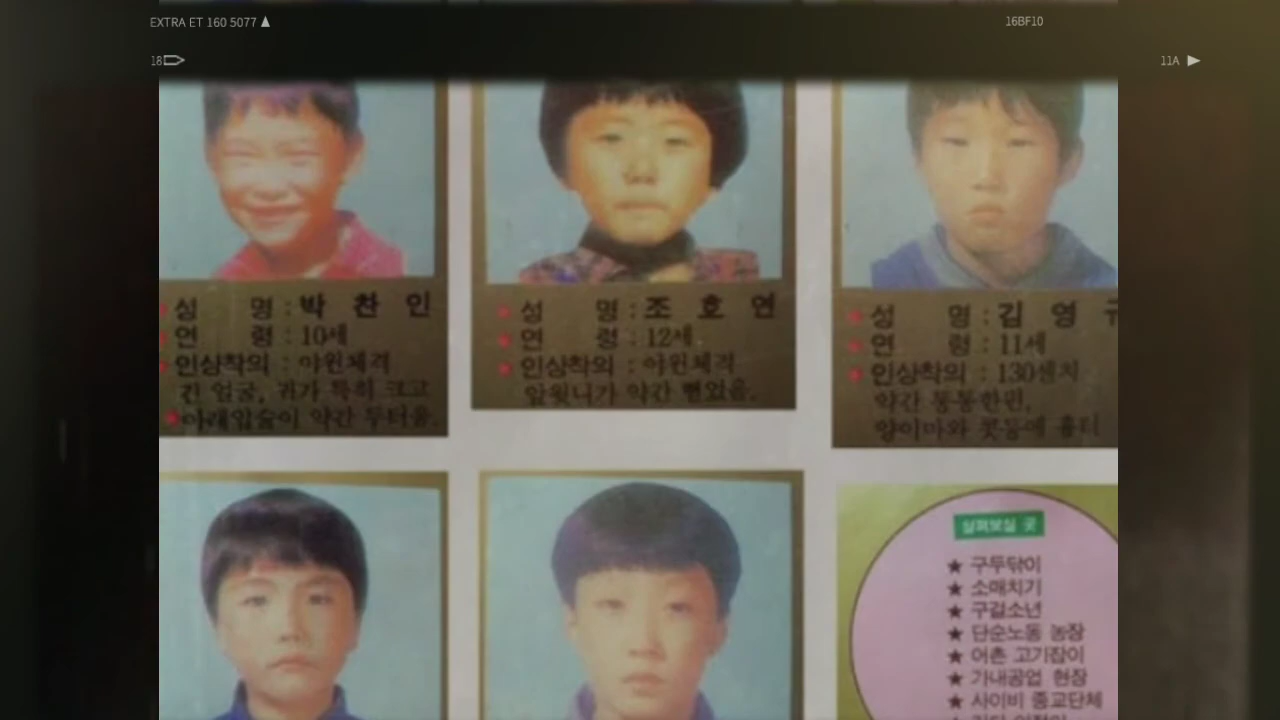 EXTRA ET 160 5077
16BF10
18
11A
성 명 : 박 찬 인
연 령 : 10세
인상착의 : 야윈체격
긴 얼굴, 귀가 특히 크고
아래입술이 약간 두터움.
성 명 : 조 호 연
연 령 : 12세
인상착의 : 야윈체격
앞윗니가 약간 뻗었음.
성 명 : 김 영
연 령 : 11세
인상착의 : 130센치
약간 통통한편,
양이마와 콧등에 흉터
살펴보실 곳
★ 구두닦이
★ 소매치기
★ 구걸소년
★ 단순노동 농장
★ 어촌 고기잡이
★ 가내공업 현장
★ 사이비 종교단체